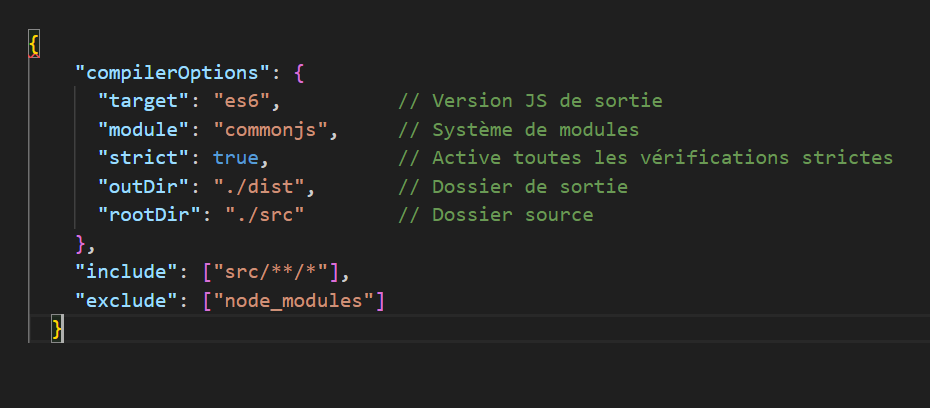 {
"compilerOptions": {
"target": "es6", // Version JS de sortie
"module": "commonjs", // Système de modules
"strict": true, // Active toutes les vérifications strictes
"outDir": "./dist", // Dossier de sortie
"rootDir": "./src" // Dossier source
},
"include": ["src/**/*"],
"exclude": ["node_modules"]
}